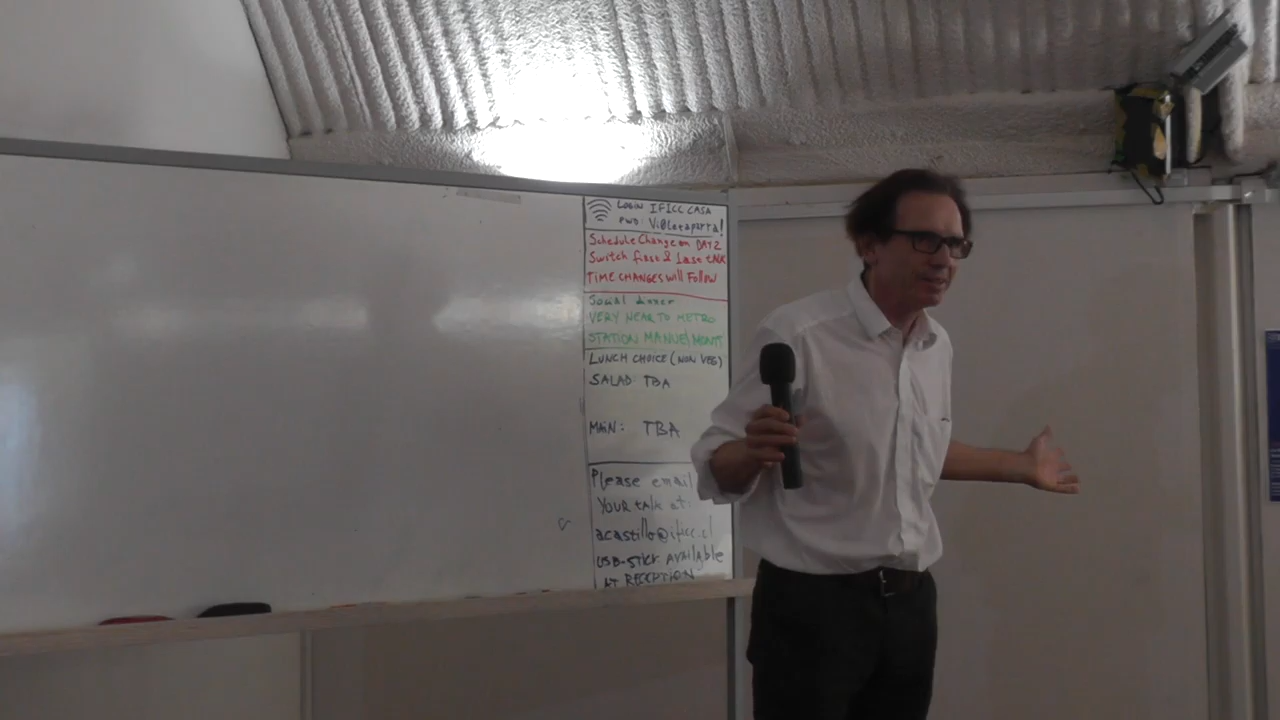 LOGIN IFICC CASA
PWD: Vi@letaparra!
Schedule Change on DAY 2
Switch first & Last tALK
TIME CHANGES will Follow
Social dinner
VERY NEAR TO METRO
STATION MANUEL MONTT
LUNCH CHOICE (NON VEG)
SALAD: TBA
MAIN: TBA
Please email
YOUR talk at:
acastillo@ificc.cl
USB-STICK AVAILABLE
AT RECEPTION